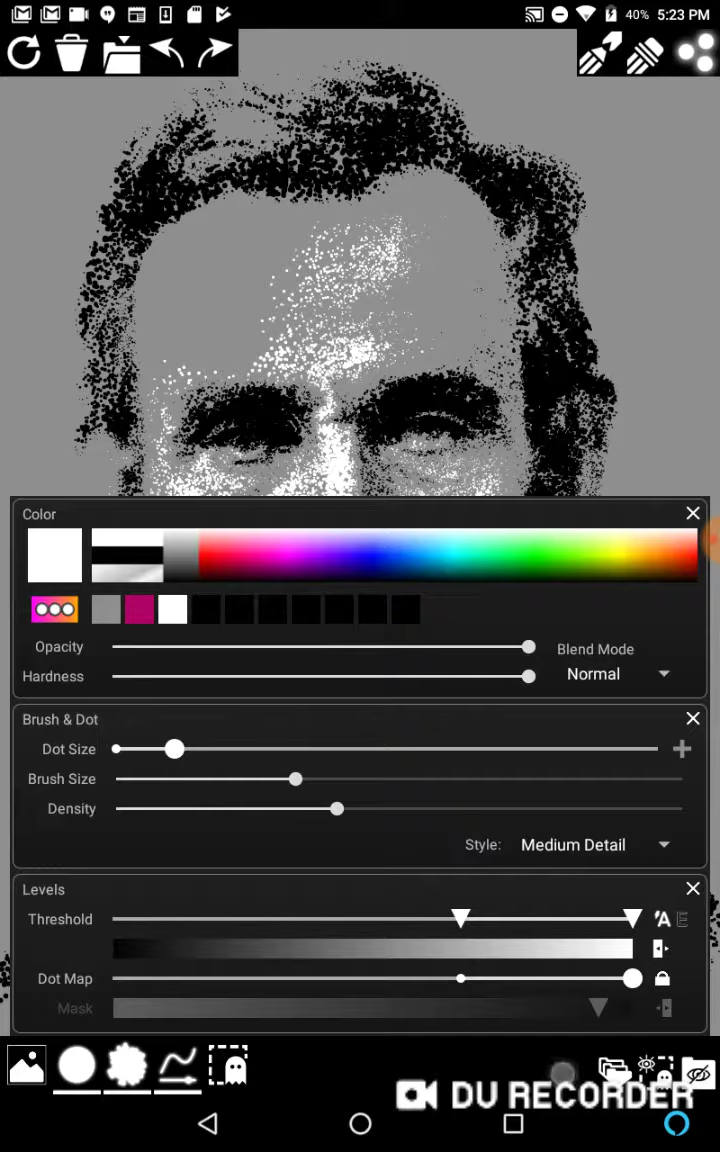 40% 5:23 PM
Color
Opacity
Blend Mode
Hardness
Normal
Brush & Dot
Dot Size
Brush Size
Density
Style: Medium Detail
Levels
Threshold
'A E
Dot Map
Mask
DU RECORDER